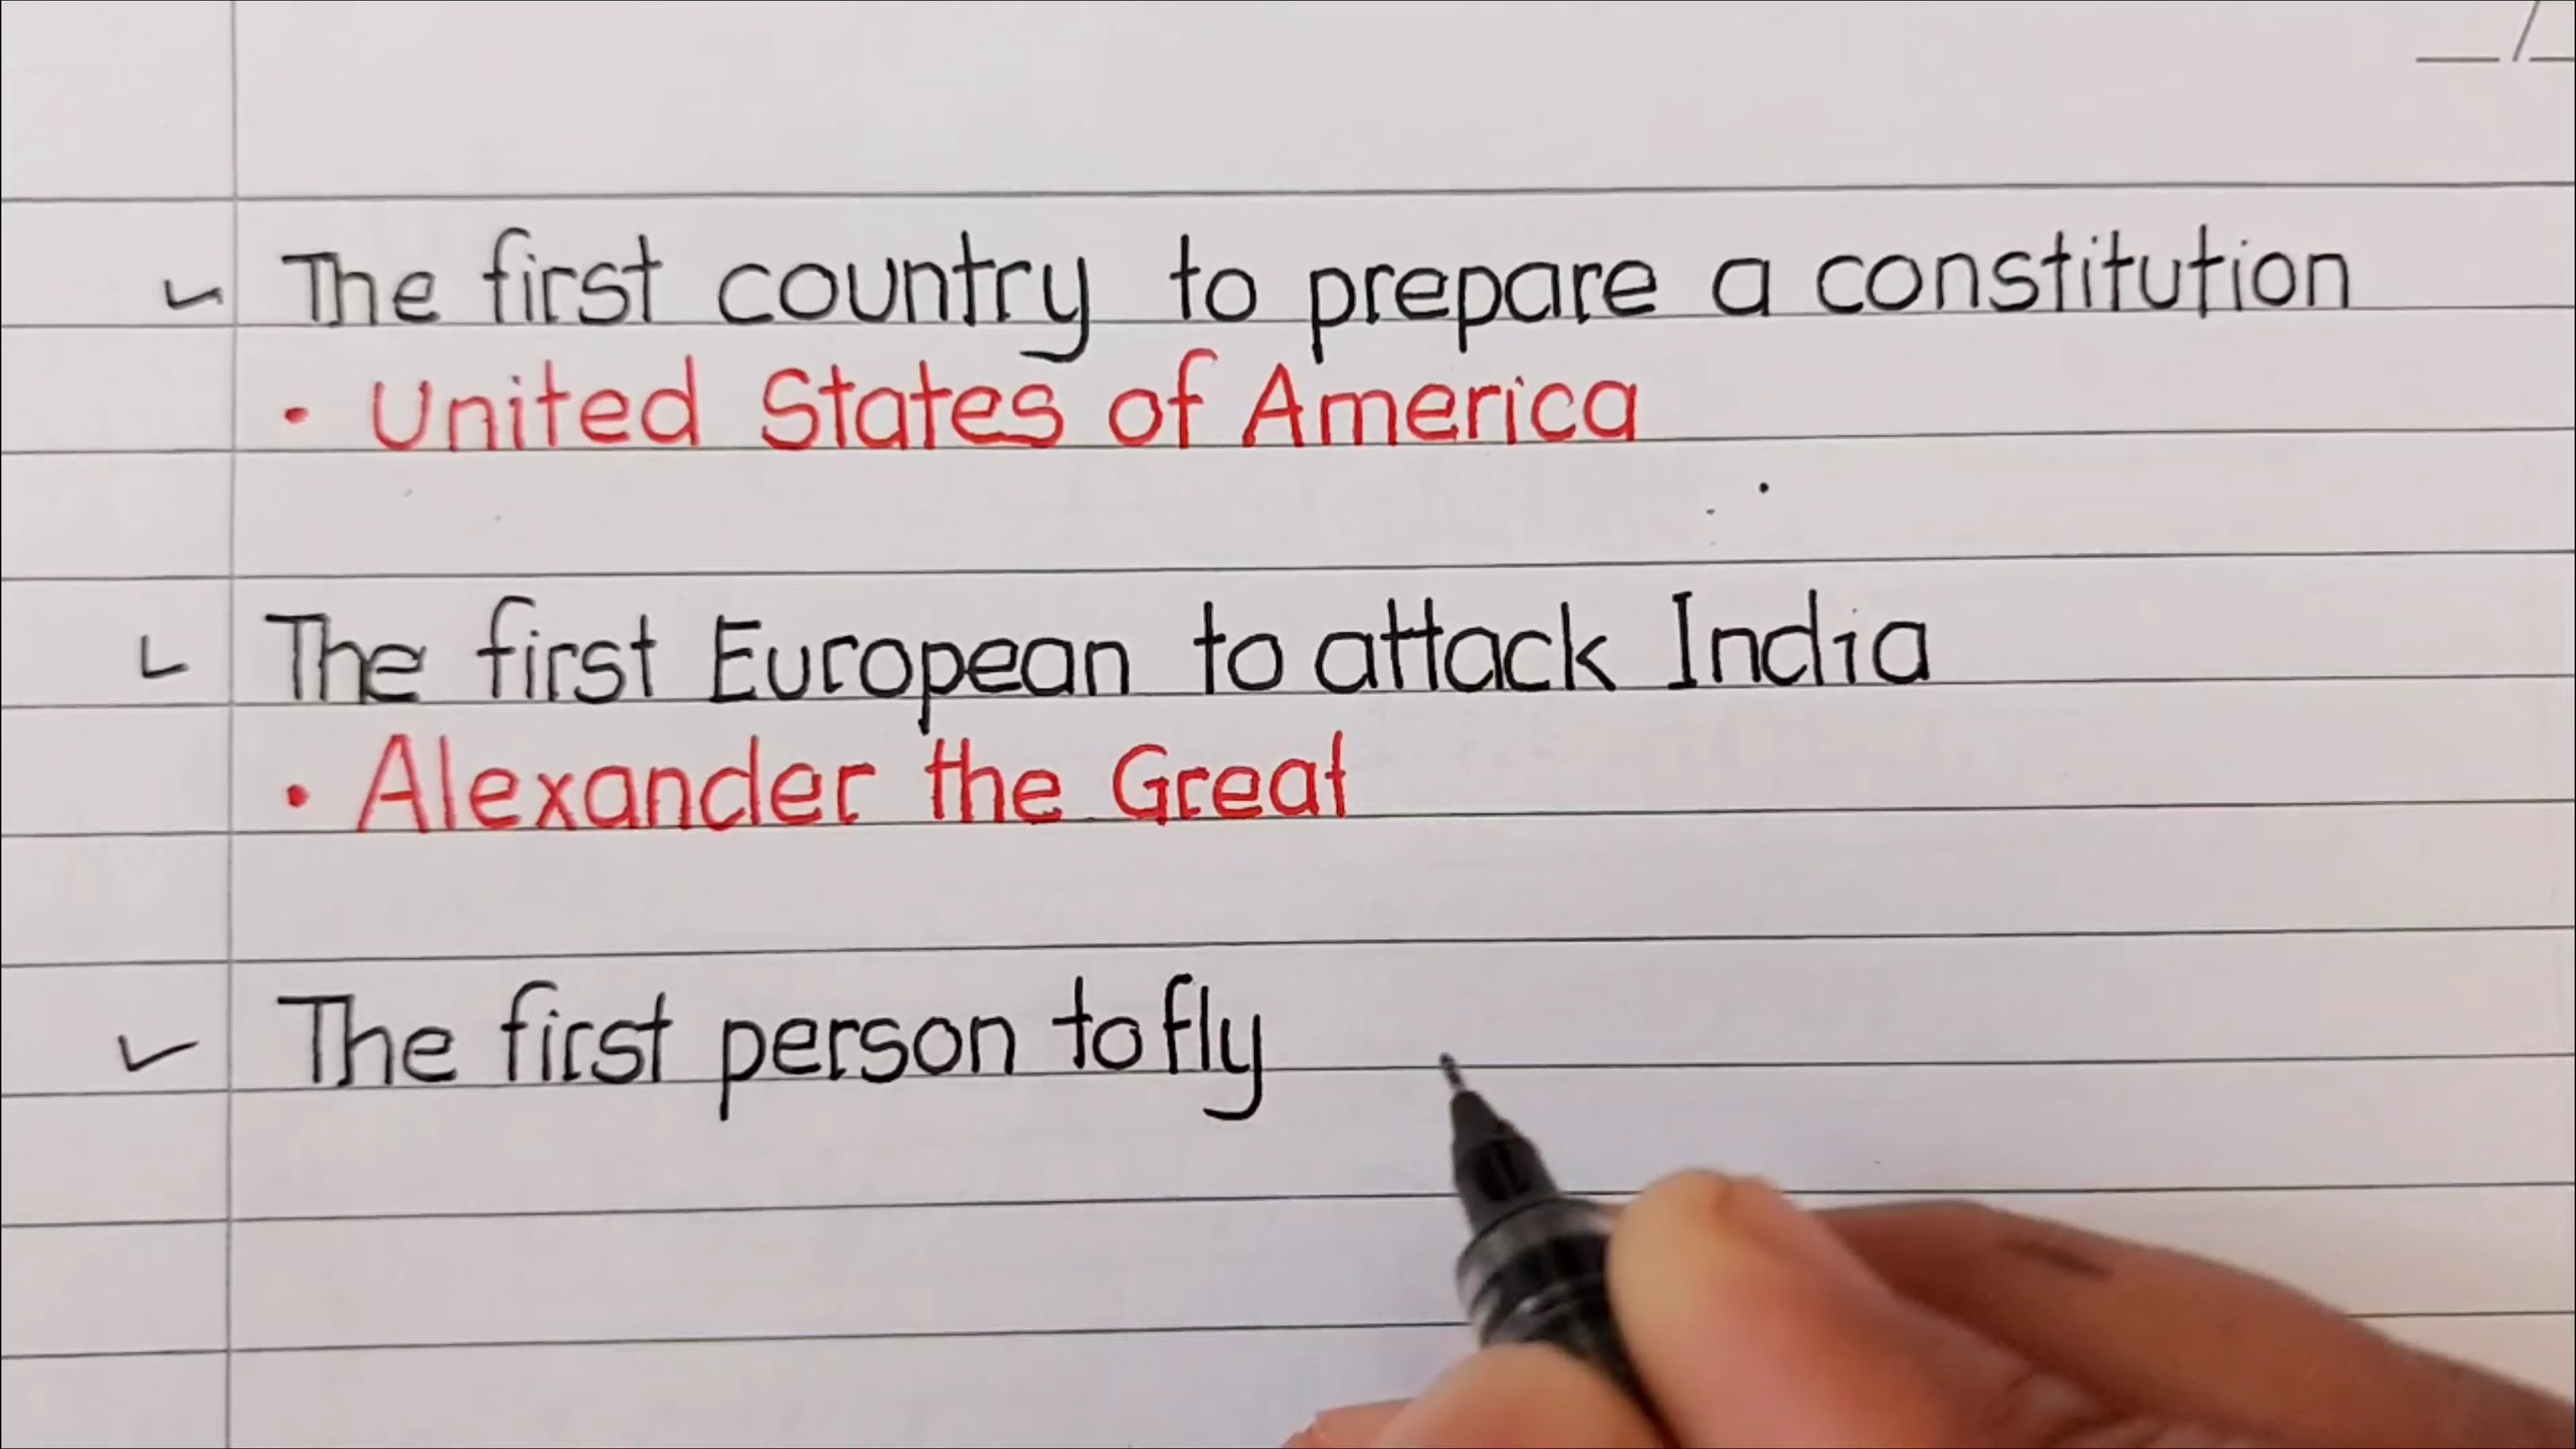 The first country to prepare a constitution
• United States of America
The first European to attack India
• Alexander the Great
The first person to fly